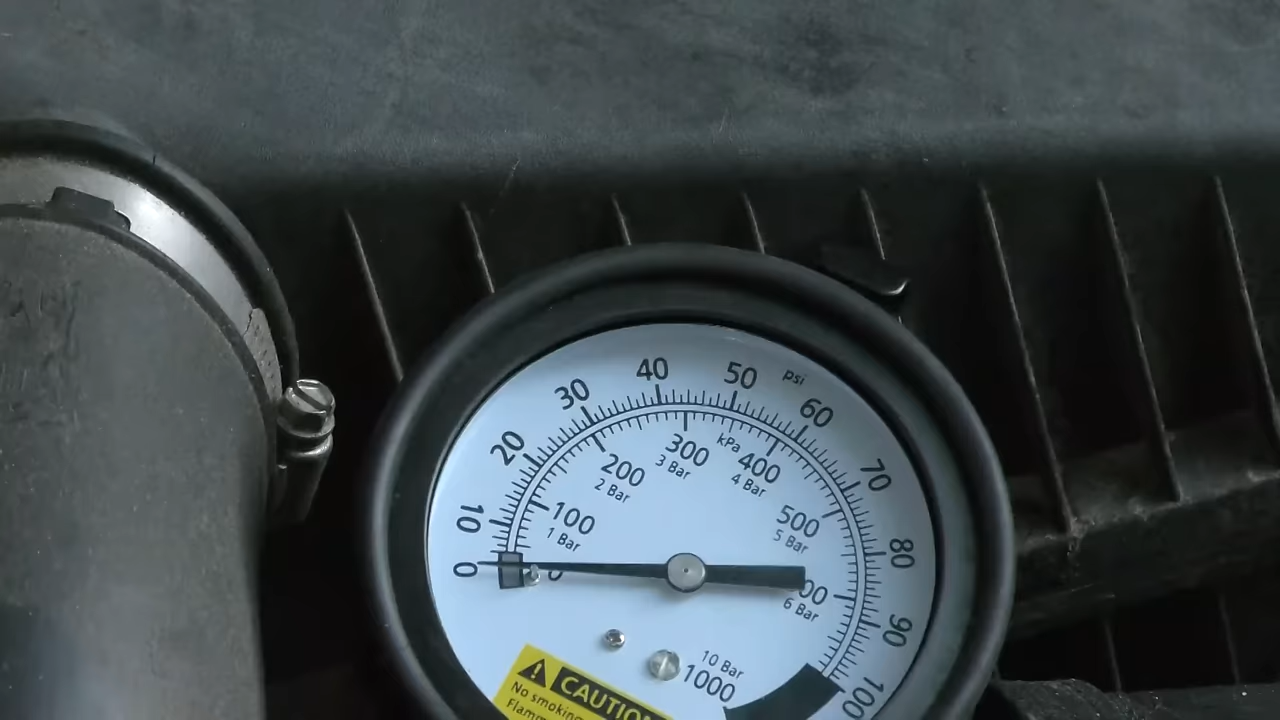 0
10
20
30
40
50
psi
60
70
80
90
100
100
1 Bar
200
2 Bar
300
3 Bar
kPa
400
4 Bar
500
5 Bar
6 Bar
10 Bar
1000
CAUTION
No smoking